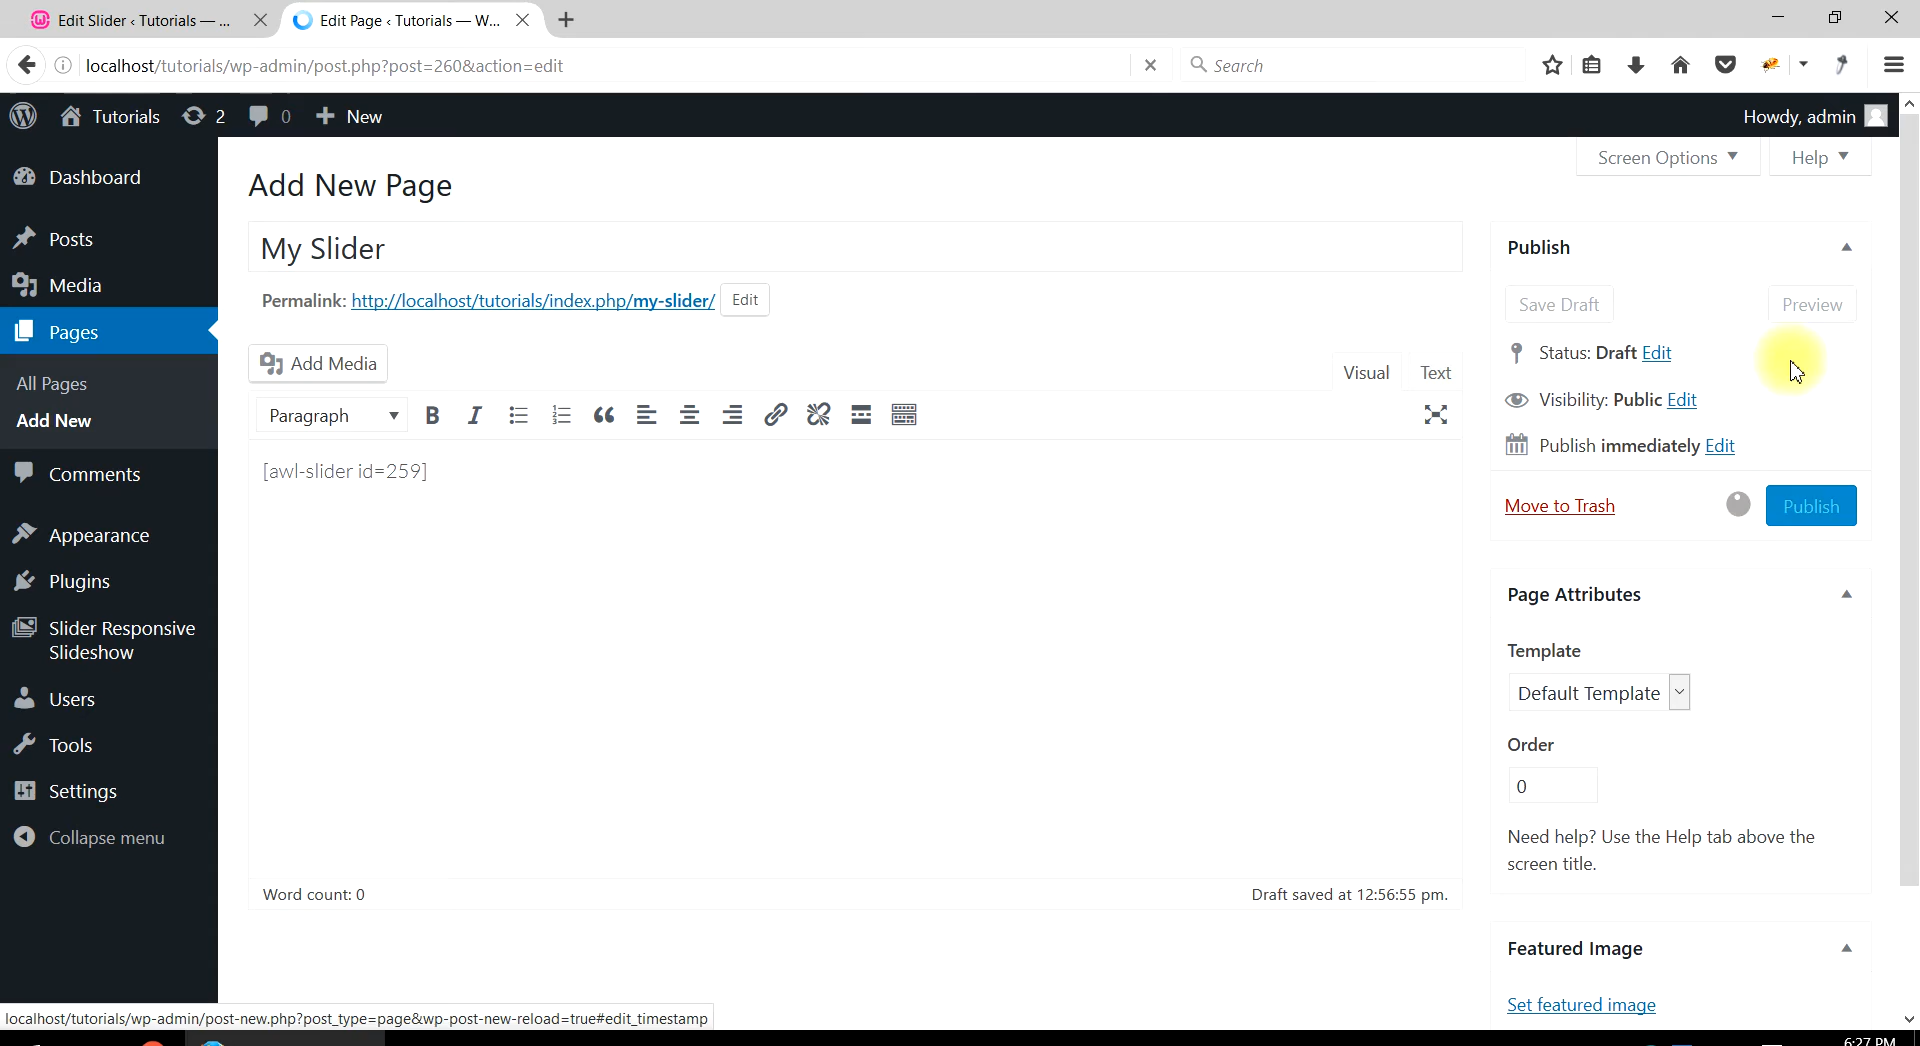 Edit Slider ‹ Tutorials — ...
Edit Page ‹ Tutorials — W...
localhost/tutorials/wp-admin/post.php?post=260&action=edit
Search
Tutorials
2
0
New
Howdy, admin
Dashboard
Posts
Media
Pages
All Pages
Add New
Comments
Appearance
Plugins
Slider Responsive
Slideshow
Users
Tools
Settings
Collapse menu
Screen Options
Help
Add New Page
My Slider
Permalink: http://localhost/tutorials/index.php/my-slider/
Edit
Add Media
Visual
Text
Paragraph
[awl-slider id=259]
Word count: 0
Draft saved at 12:56:55 pm.
Publish
Save Draft
Preview
Status: Draft Edit
Visibility: Public Edit
Publish immediately Edit
Move to Trash
Publish
Page Attributes
Template
Default Template
Order
0
Need help? Use the Help tab above the
screen title.
Featured Image
Set featured image
localhost/tutorials/wp-admin/post-new.php?post_type=page&wp-post-new-reload=true#edit_timestamp
6:27 PM